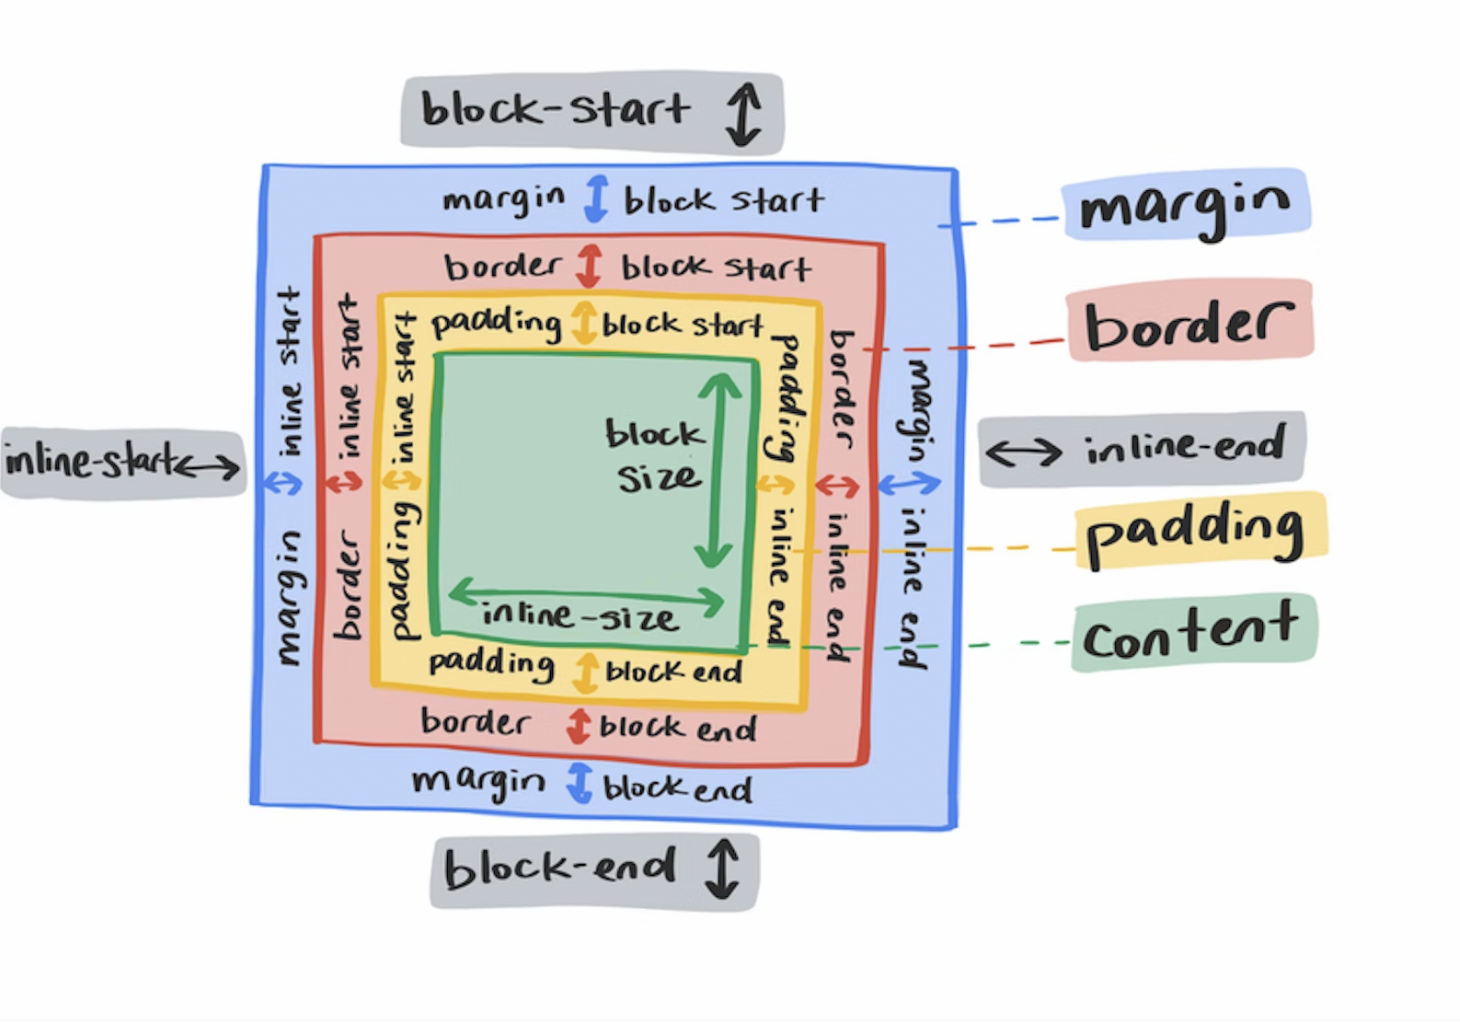 block-start
margin block start
border block start
padding block start
margin
border
inline-start
margin inline start
border inline start
padding inline start
block
size
inline-size
padding inline end
border inline end
margin inline end
inline-end
padding
content
padding block end
border block end
margin block end
block-end